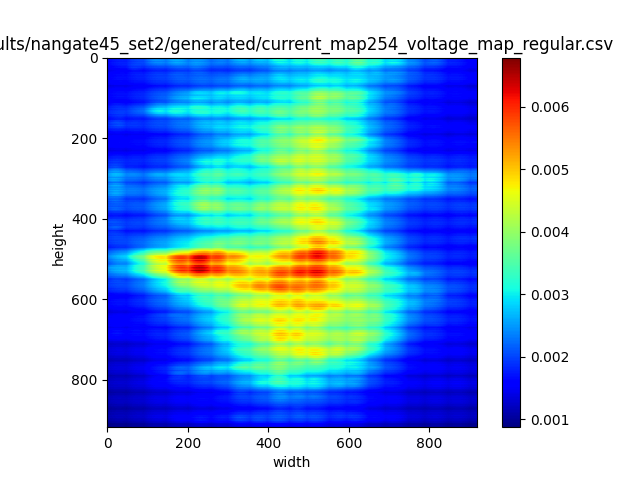 ults/nangate45_set2/generated/current_map254_voltage_map_regular.csv
0
200
400
600
800
height
0 200 400 600 800
width
0.006
0.005
0.004
0.003
0.002
0.001